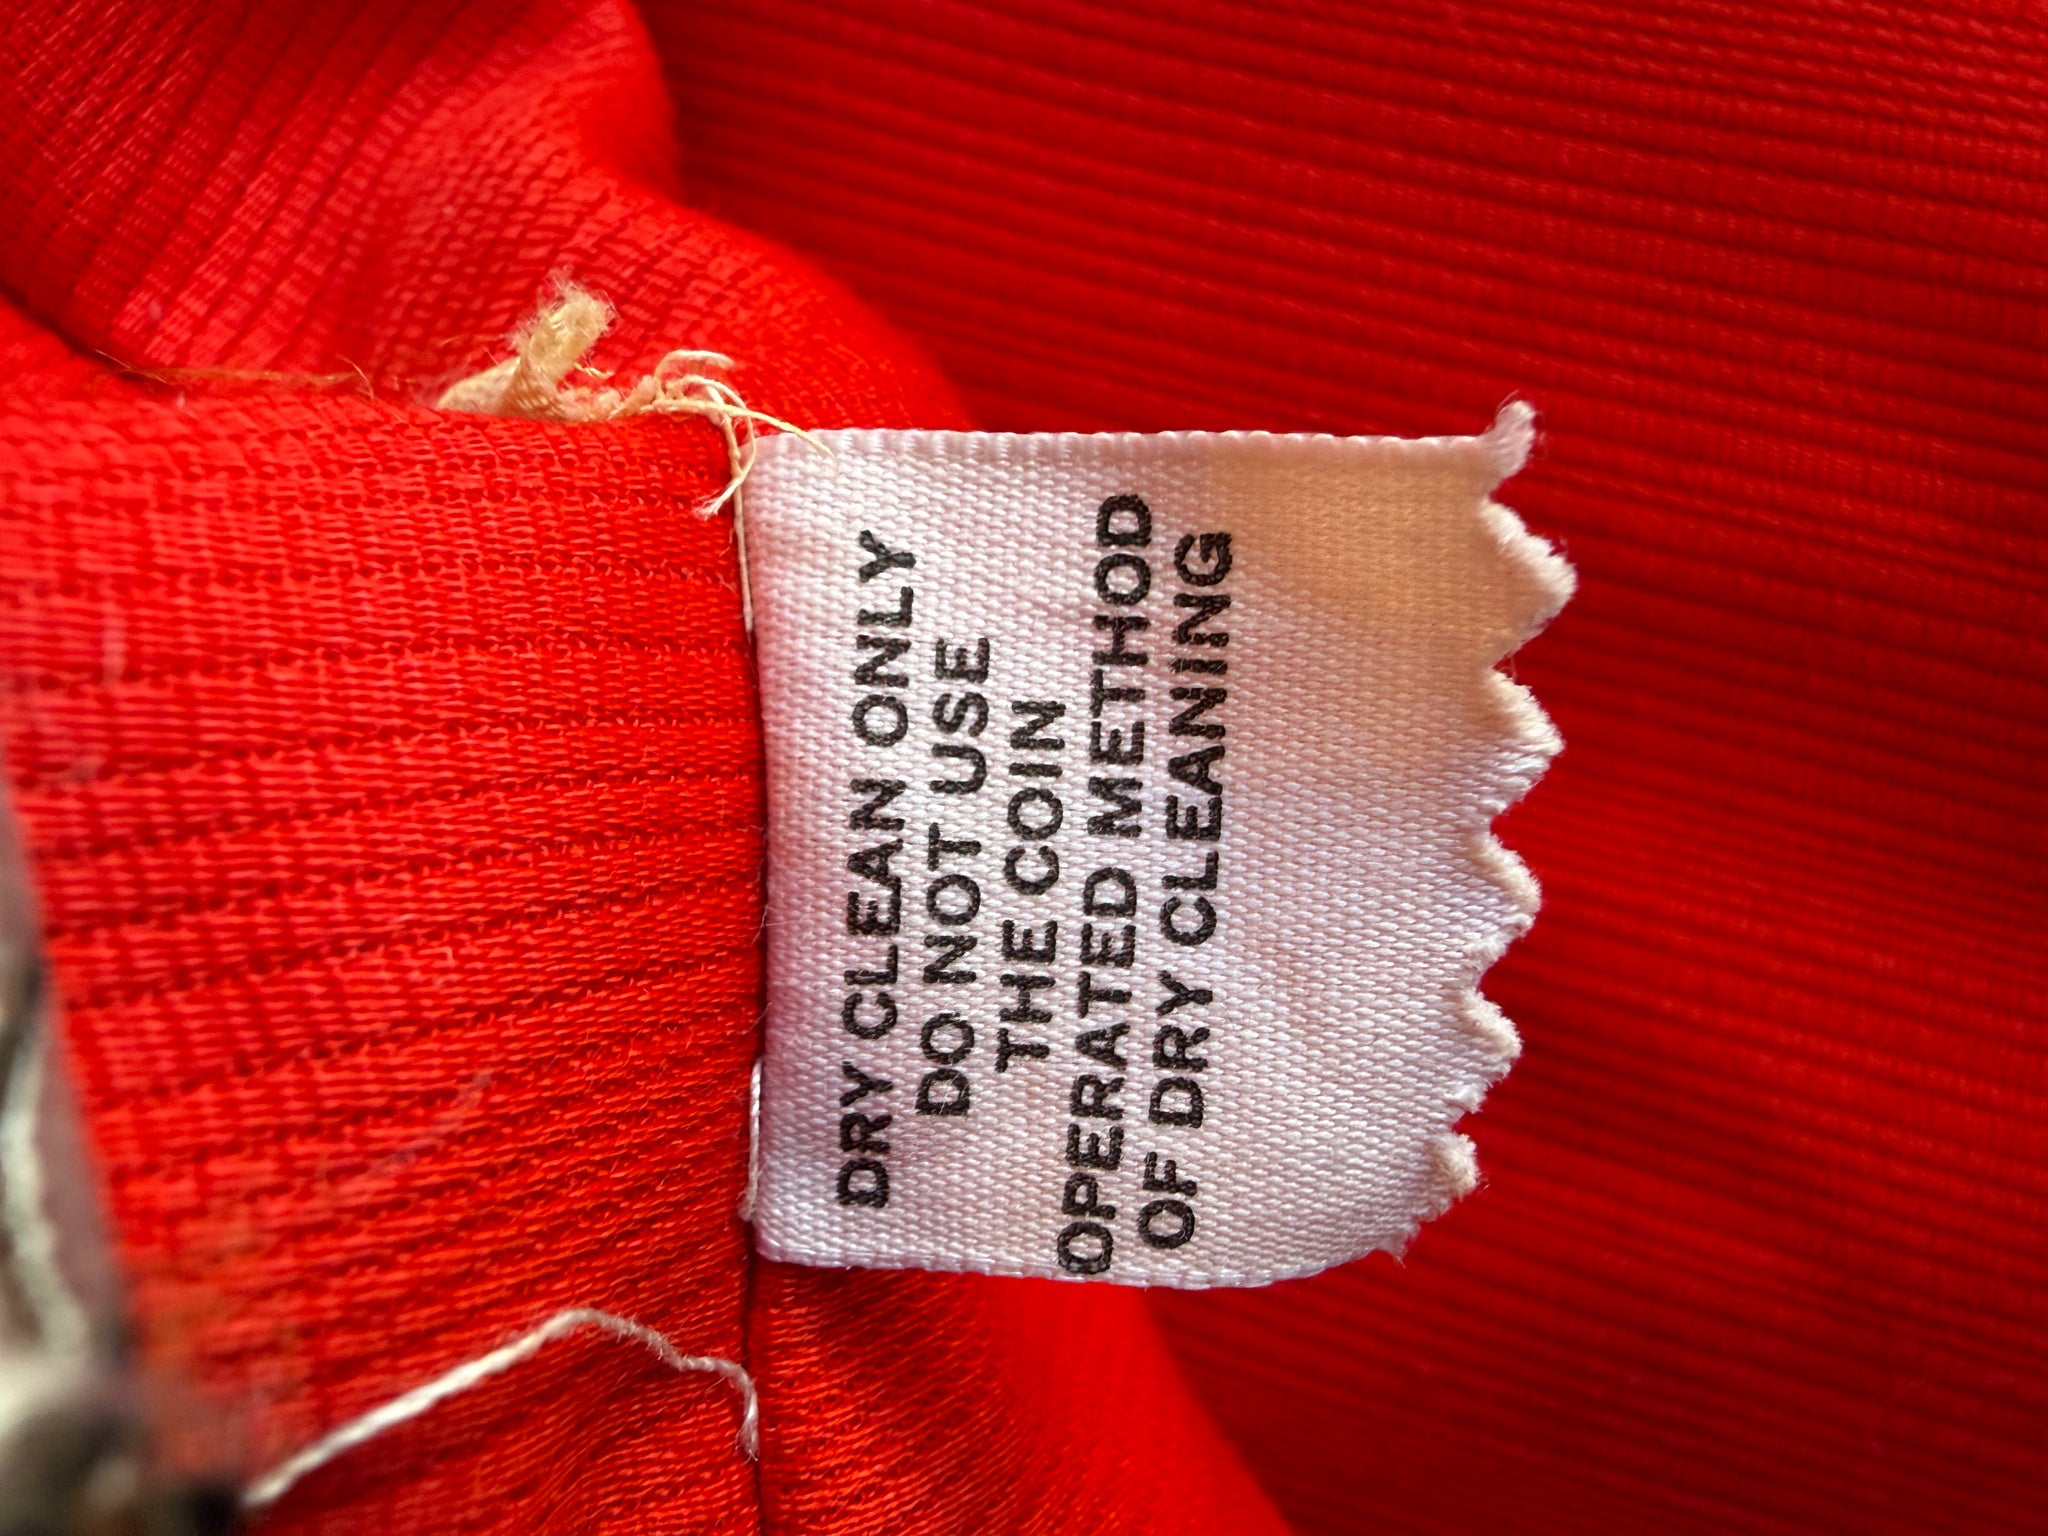 DRY CLEAN ONLY
DO NOT USE
THE COIN
OPERATED METHOD
OF DRY CLEANING